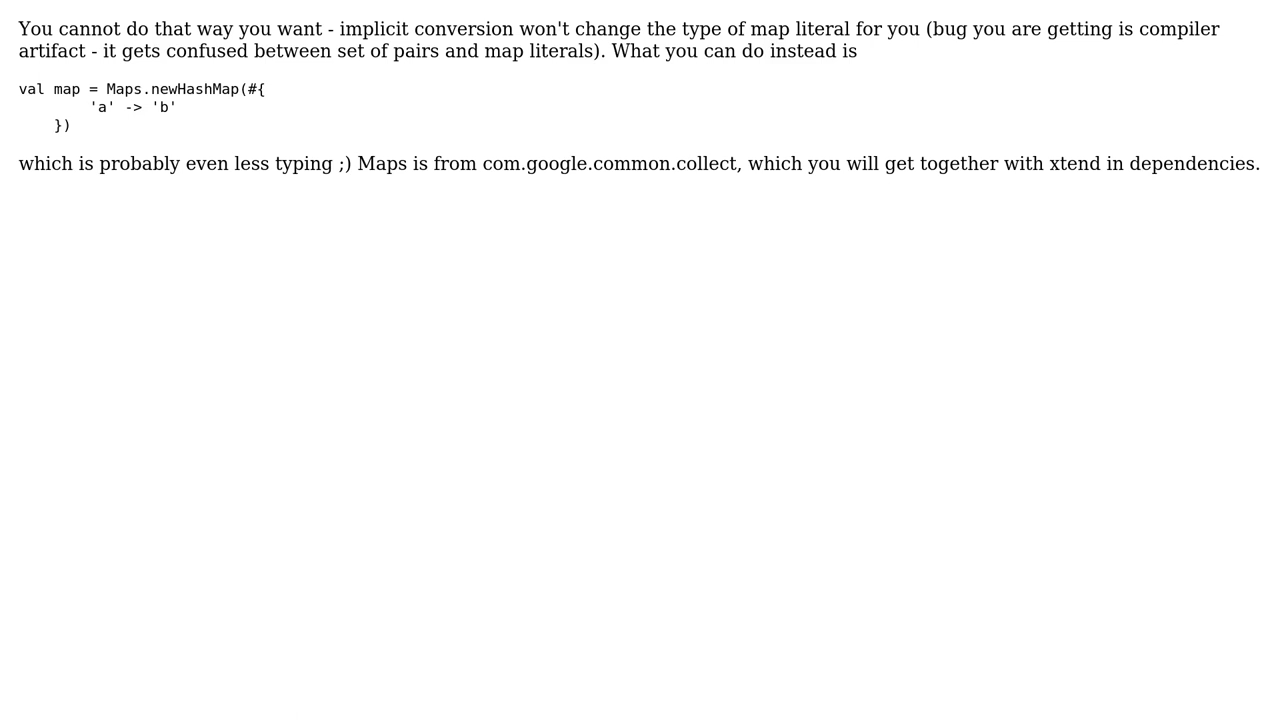 You cannot do that way you want - implicit conversion won't change the type of map literal for you (bug you are getting is compiler
artifact - it gets confused between set of pairs and map literals). What you can do instead is
val map = Maps.newHashMap(#{
        'a' -> 'b'
    })
which is probably even less typing ;) Maps is from com.google.common.collect, which you will get together with xtend in dependencies.